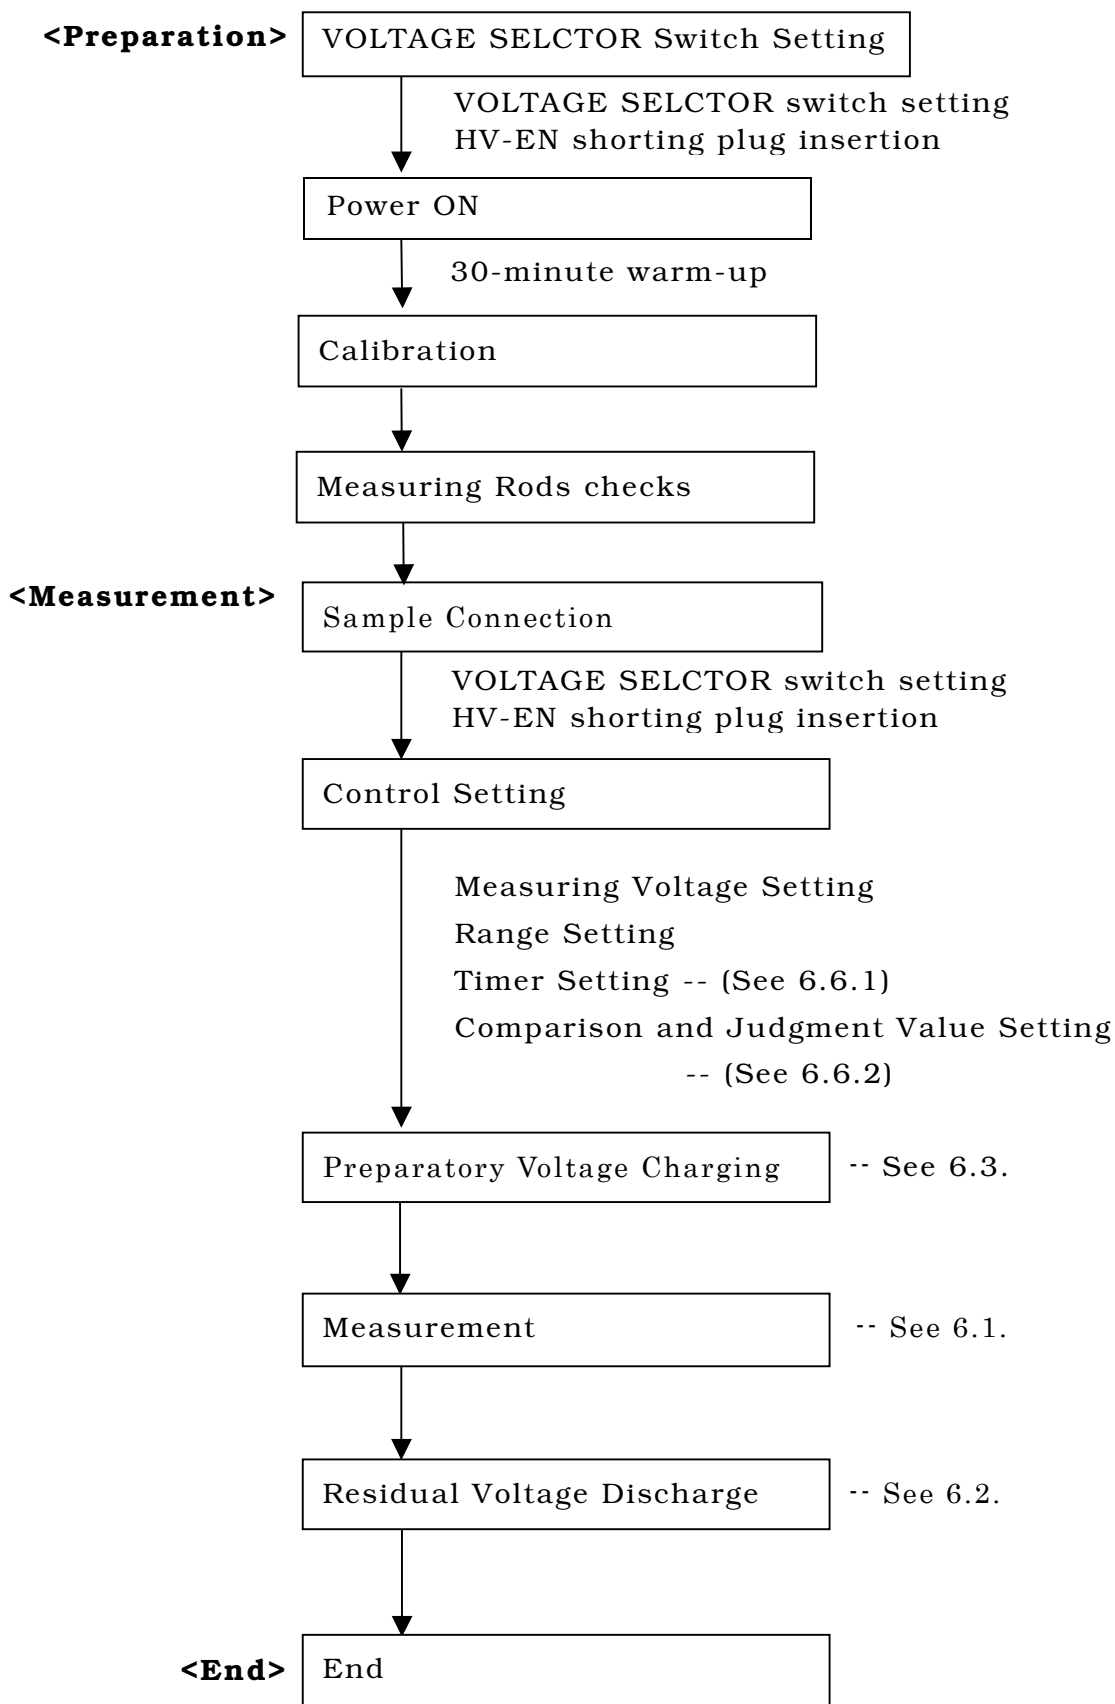 <Preparation> VOLTAGE SELCTOR Switch Setting
VOLTAGE SELCTOR switch setting
HV-EN shorting plug insertion
Power ON
30-minute warm-up
Calibration
Measuring Rods checks
<Measurement>
Sample Connection
VOLTAGE SELCTOR switch setting
HV-EN shorting plug insertion
Control Setting
Measuring Voltage Setting
Range Setting
Timer Setting -- (See 6.6.1)
Comparison and Judgment Value Setting
-- (See 6.6.2)
Preparatory Voltage Charging -- See 6.3.
Measurement -- See 6.1.
Residual Voltage Discharge -- See 6.2.
<End> End